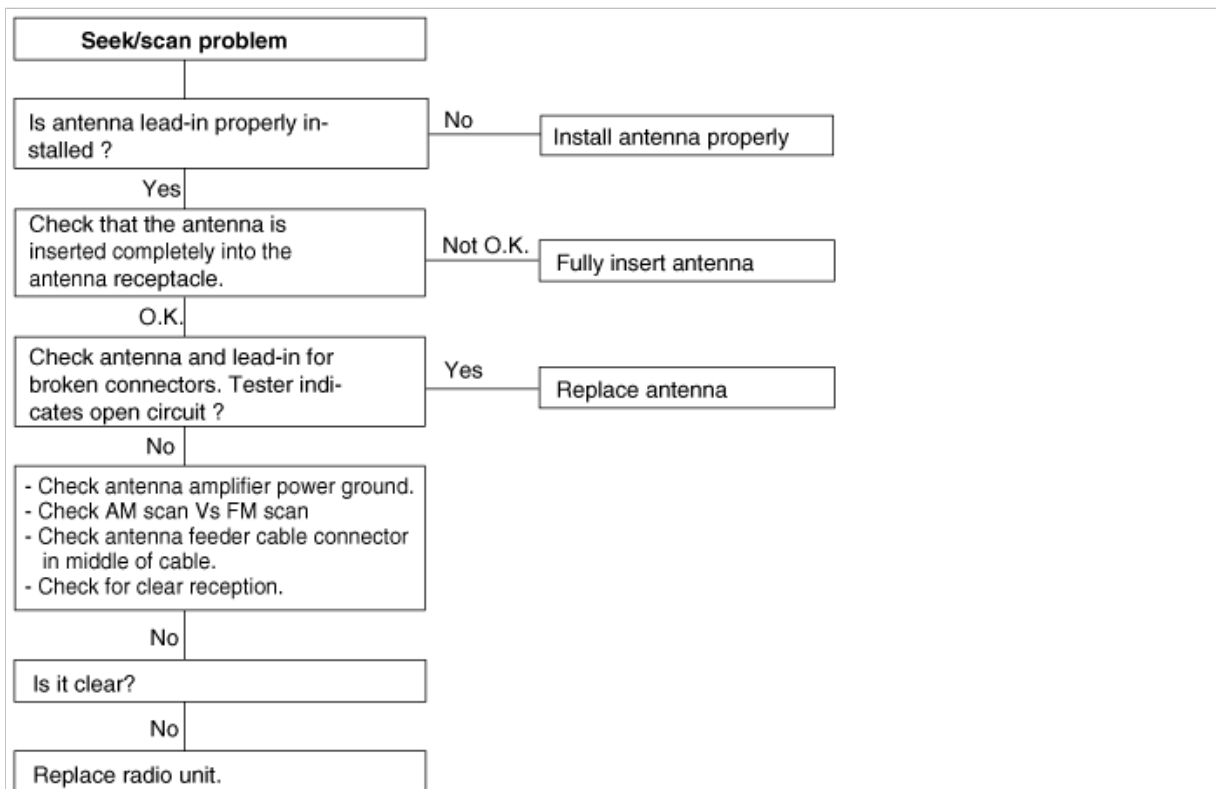 Seek/scan problem
Is antenna lead-in properly in-
stalled ?
No
Install antenna properly
Yes
Check that the antenna is
inserted completely into the
antenna receptacle.
Not O.K.
Fully insert antenna
O.K.
Check antenna and lead-in for
broken connectors. Tester indi-
cates open circuit ?
Yes
Replace antenna
No
- Check antenna amplifier power ground.
- Check AM scan Vs FM scan
- Check antenna feeder cable connector
in middle of cable.
- Check for clear reception.
No
Is it clear?
No
Replace radio unit.